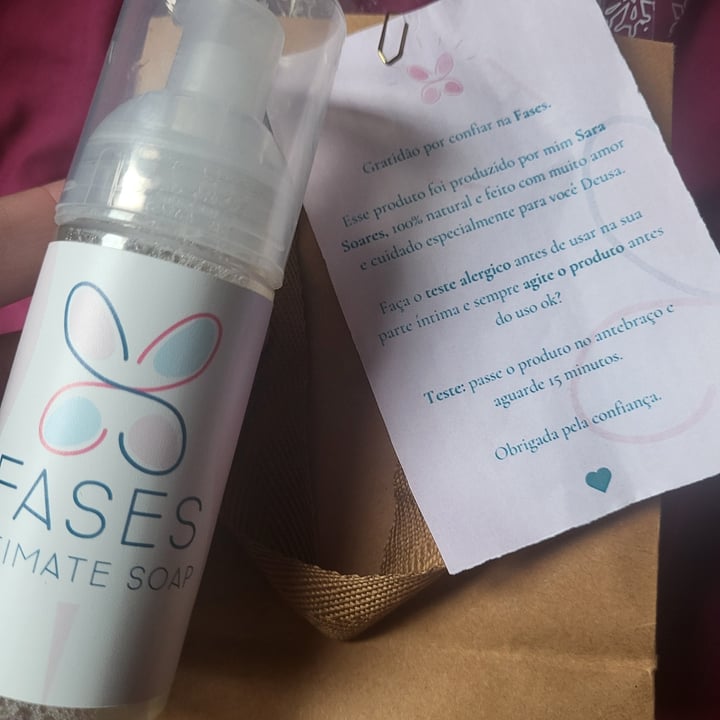 FASES
TIMATE SOAP
Gratidão por confiar na Fases.
Esse produto foi produzido por mim Sara
Soares, 100% natural e feito com muito amor
e cuidado especialmente para você Deusa.
Faça o teste alergico antes de usar na sua
parte íntima e sempre agite o produto antes
do uso ok?
Teste: passe o produto no antebraço e
aguarde 15 minutos.
Obrigada pela confiança.